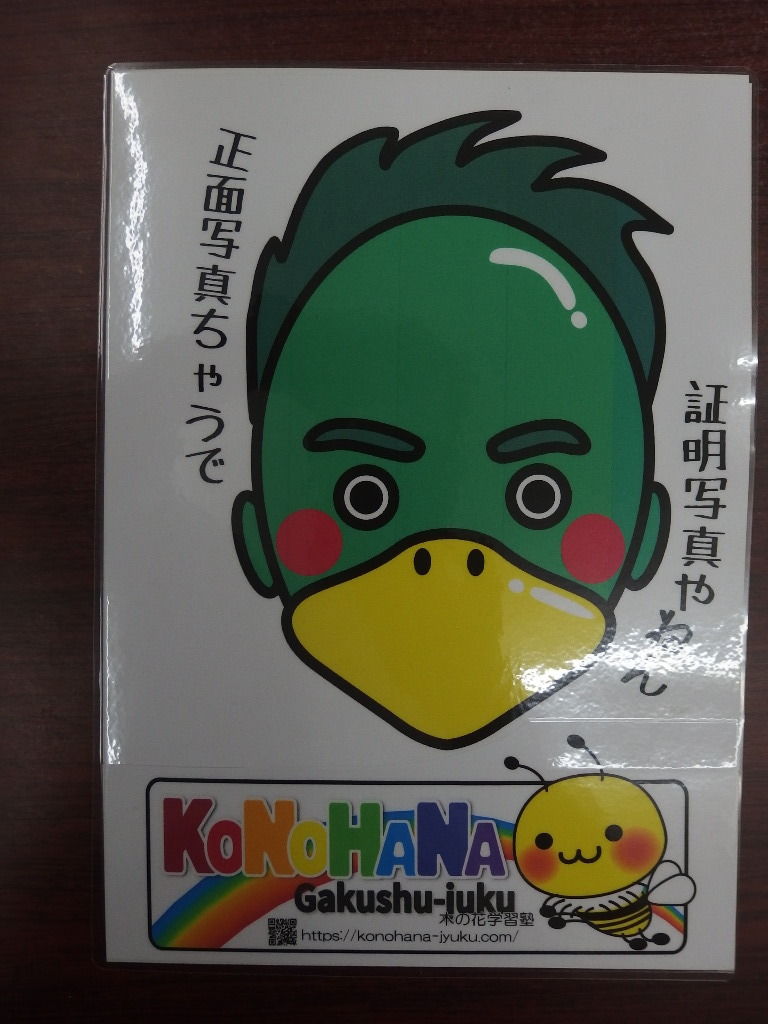 証明写真やねん
正面写真ちゃうで
KoNoHaNa
Gakushu-juku
木の花学習塾
https://konohana-jyuku.com/